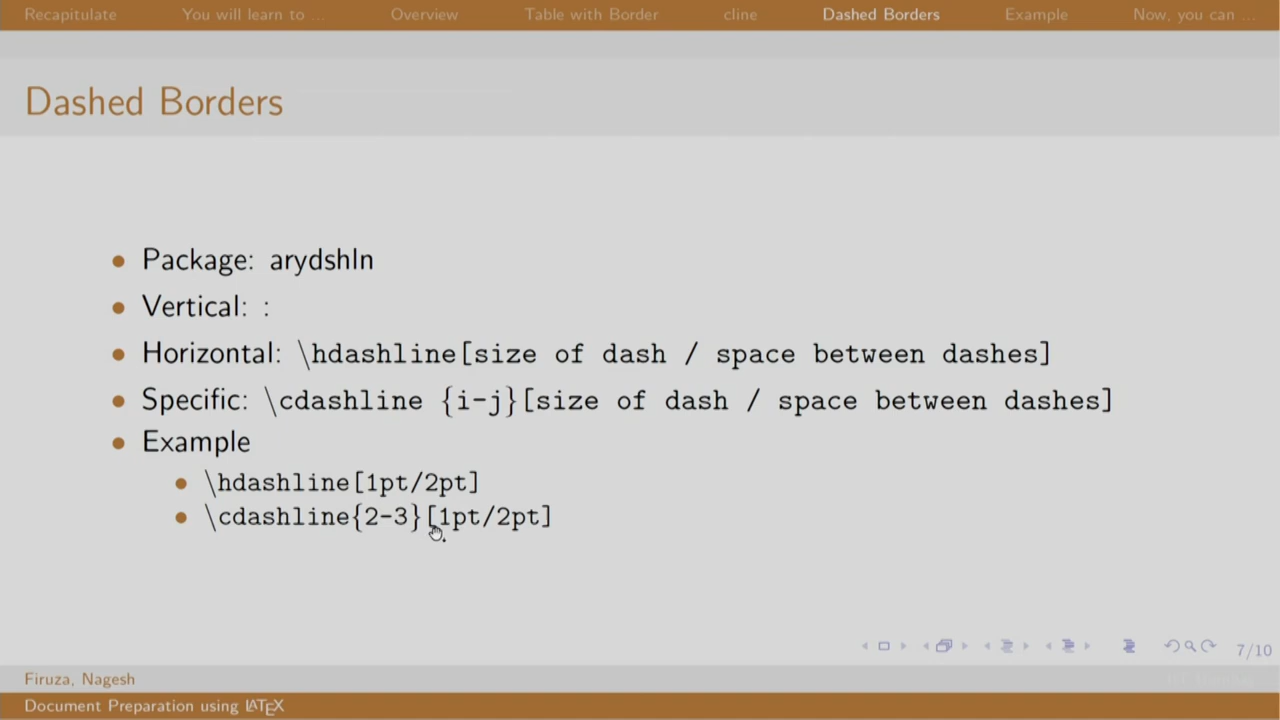 Recapitulate You will learn to ... Overview Table with Border cline Dashed Borders Example Now, you can ...
Dashed Borders
• Package: arydshln
• Vertical: :
• Horizontal: \hdashline[size of dash / space between dashes]
• Specific: \cdashline {i-j}[size of dash / space between dashes]
• Example
• \hdashline[1pt/2pt]
• \cdashline{2-3}[1pt/2pt]
7/10
Firuza, Nagesh
Document Preparation using LATEX